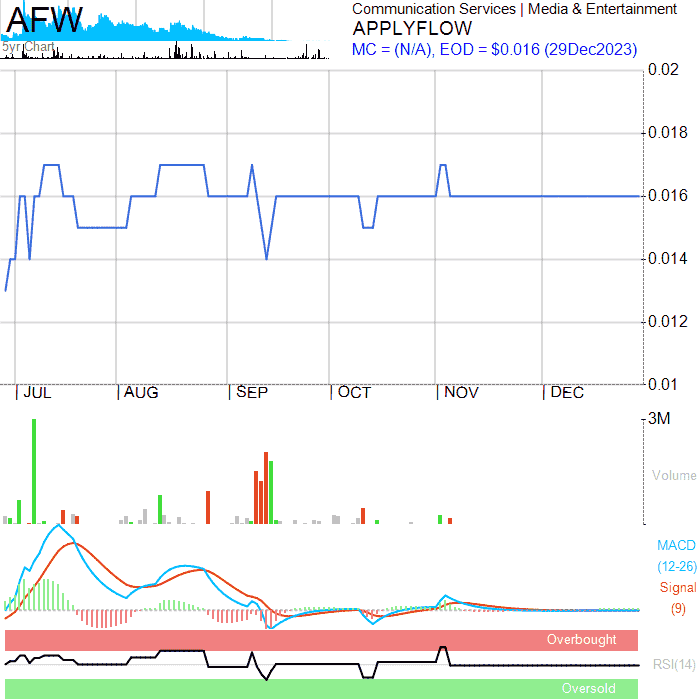 AFW
5yr Chart
Communication Services | Media & Entertainment
APPLYFLOW
MC = (N/A), EOD = $0.016 (29Dec2023)
0.02
0.018
0.016
0.014
0.012
0.01
| JUL | AUG | SEP | OCT | NOV | DEC
3M
Volume
MACD
(12-26)
Signal
(9)
Overbought
RSI(14)
Oversold